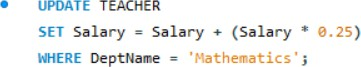 • UPDATE TEACHER
SET Salary = Salary + (Salary * 0.25)
WHERE DeptName = 'Mathematics';